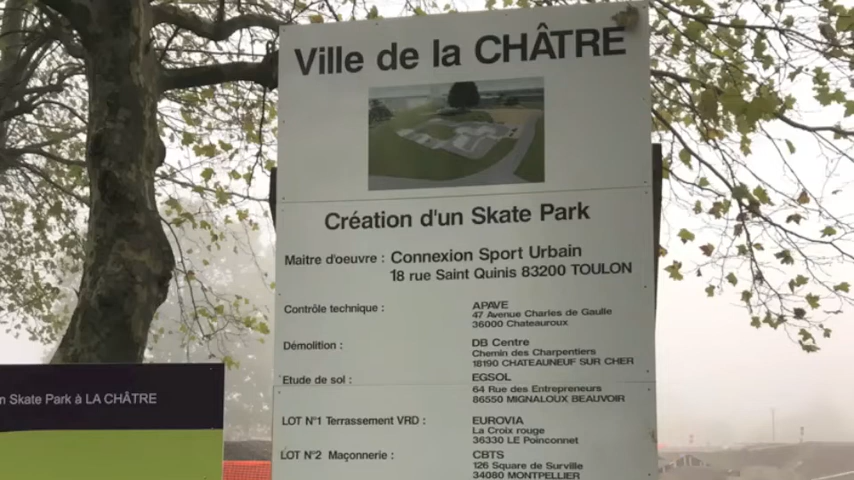 Ville de la CHÂTRE
Création d'un Skate Park
Maitre d'oeuvre : Connexion Sport Urbain
18 rue Saint Quinis 83200 TOULON
Contrôle technique : APAVE
47 Avenue Charles de Gaulle
36000 Chateauroux
Démolition : DB Centre
Chemin des Charpentiers
18190 CHATEAUNEUF SUR CHER
Etude de sol : EGSOL
64 Rue des Entrepreneurs
86550 MIGNALOUX BEAUVOIR
LOT N°1 Terrassement VRD : EUROVIA
La Croix rouge
36330 LE Poinconnet
LOT N°2 Maçonnerie : CBTS
126 Square de Surville
34080 MONTPELLIER
n Skate Park à LA CHÂTRE